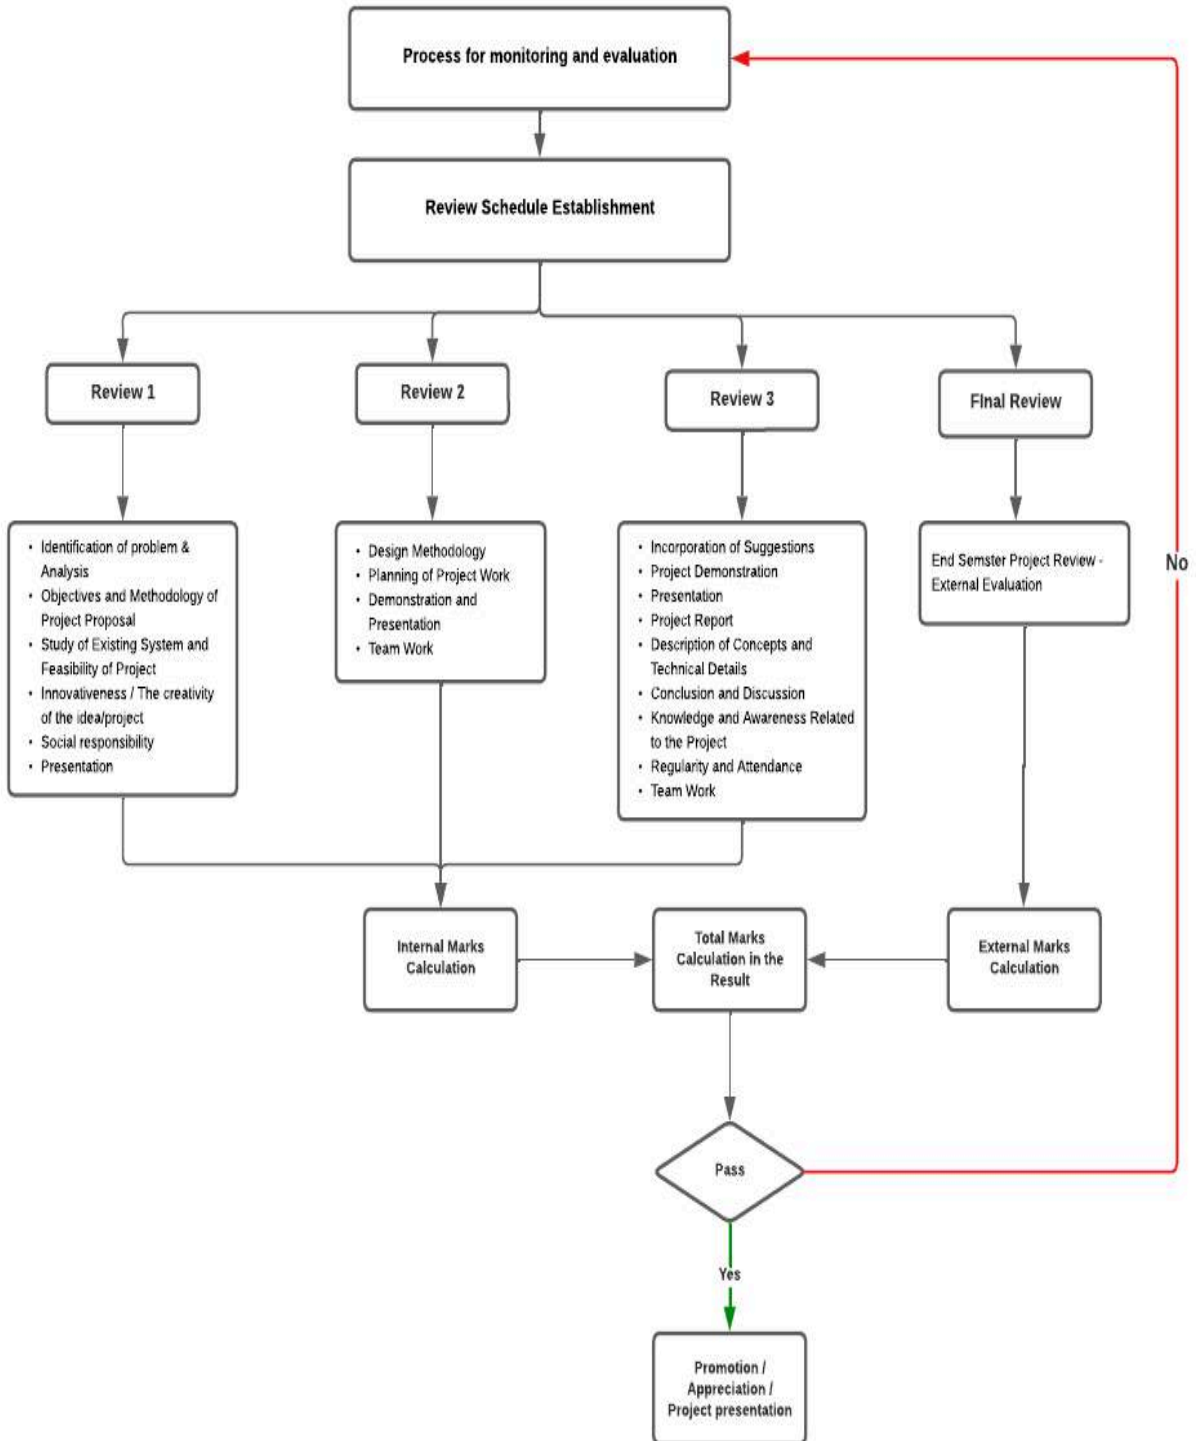 Process for monitoring and evaluation
Review Schedule Establishment
Review 1
Review 2
Review 3
FInal Review
• Identification of problem &
Analysis
• Objectives and Methodology of
Project Proposal
• Study of Existing System and
Feasibility of Project
• Innovativeness / The creativity
of the idea/project
• Social responsibility
• Presentation
• Design Methodology
• Planning of Project Work
• Demonstration and
Presentation
• Team Work
• Incorporation of Suggestions
• Project Demonstration
• Presentation
• Project Report
• Description of Concepts and
Technical Details
• Conclusion and Discussion
• Knowledge and Awareness Related
to the Project
• Regularity and Attendance
• Team Work
End Semster Project Review -
External Evaluation
No
Internal Marks
Calculation
Total Marks
Calculation in the
Result
External Marks
Calculation
Pass
Yes
Promotion /
Appreciation /
Project presentation